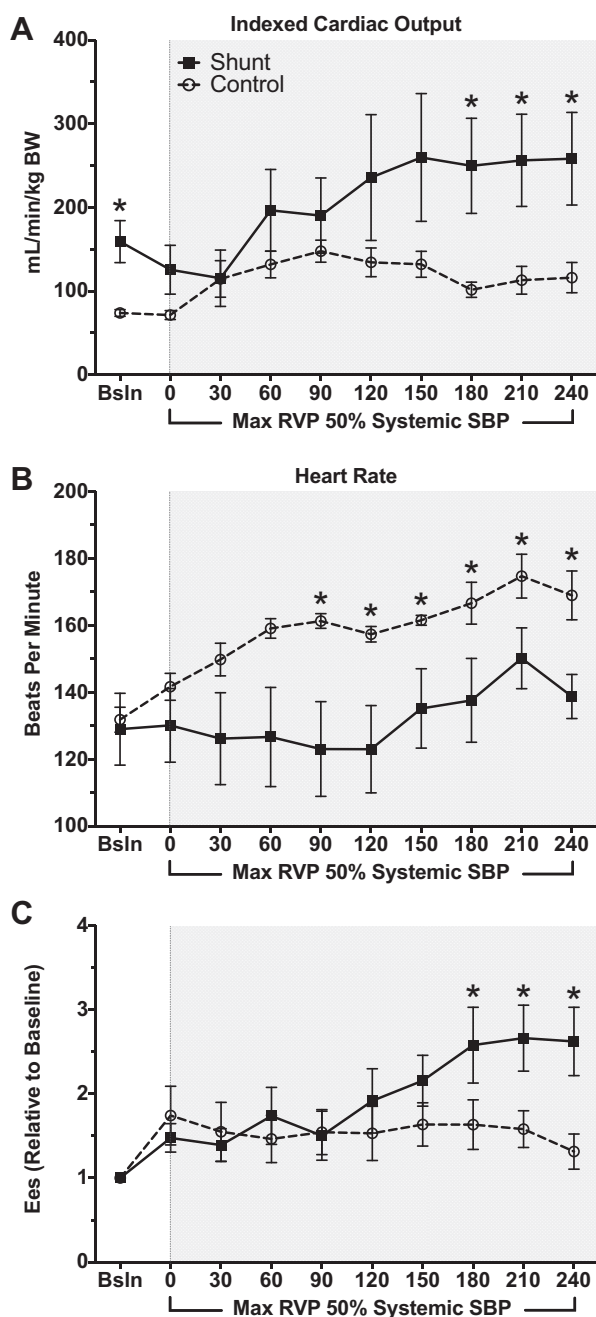 A
Indexed Cardiac Output
400
300
200
100
0
mL/min/kg BW
Shunt
Control
*
* * *
Bsln 0 30 60 90 120 150 180 210 240
Max RVP 50% Systemic SBP
B
Heart Rate
200
180
160
140
120
100
Beats Per Minute
* * * * * *
Bsln 0 30 60 90 120 150 180 210 240
Max RVP 50% Systemic SBP
C
4
3
2
1
0
Ees (Relative to Baseline)
* * *
Bsln 0 30 60 90 120 150 180 210 240
Max RVP 50% Systemic SBP